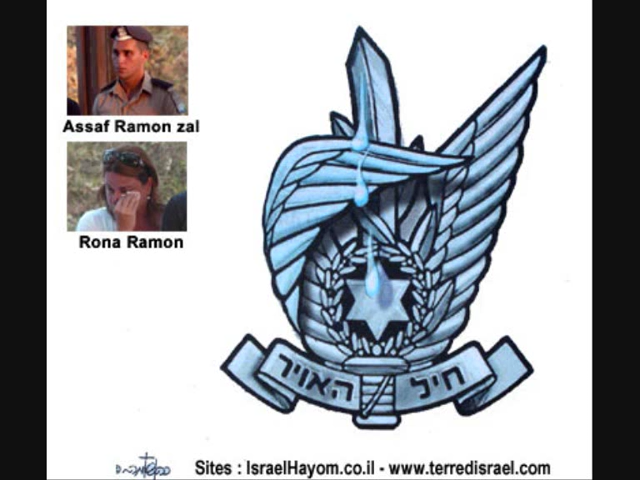 Assaf Ramon zal
Rona Ramon
חיל האויר
Sites : IsraelHayom.co.il - www.terredisrael.com